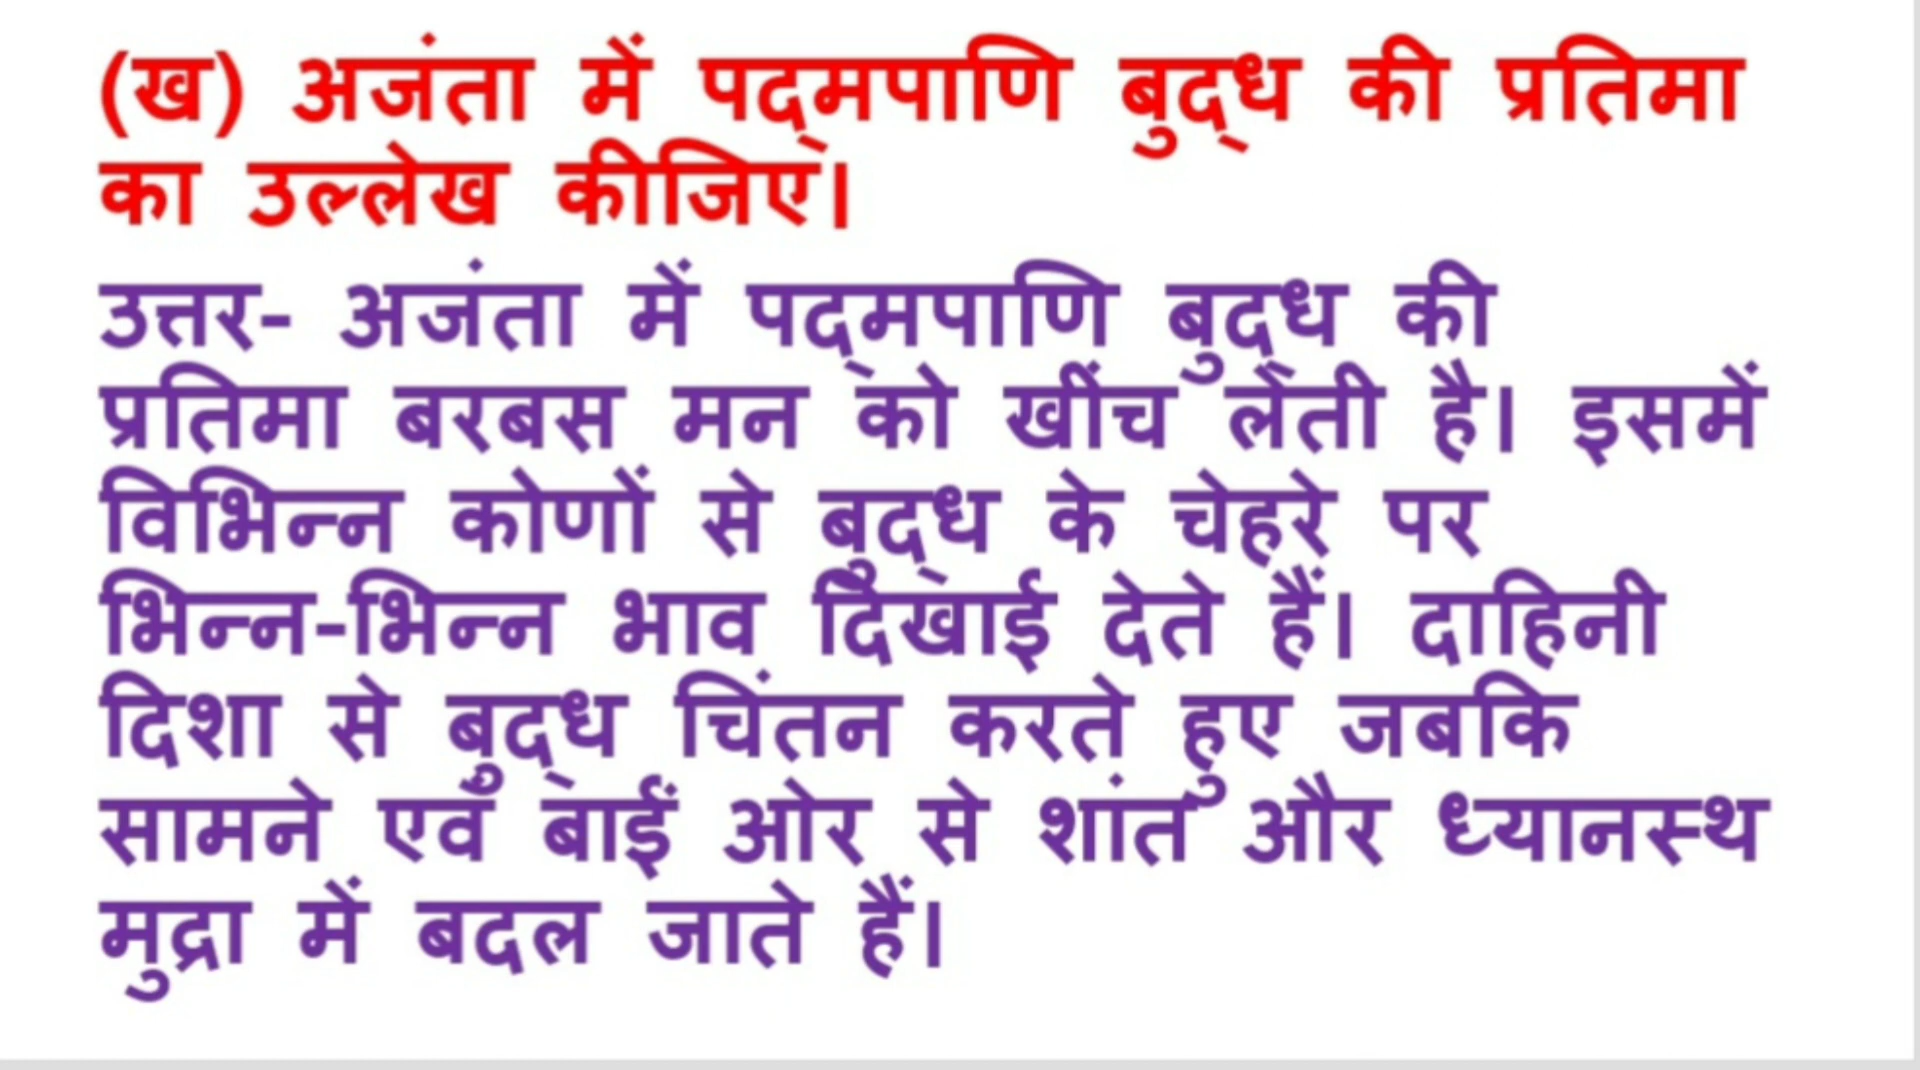 (ख) अजंता में पद्मपाणि बुद्ध की प्रतिमा
का उल्लेख कीजिए।
उत्तर- अजंता में पद्मपाणि बुद्ध की
प्रतिमा बरबस मन को खींच लेती है। इसमें
विभिन्न कोणों से बुद्ध के चेहरे पर
भिन्न-भिन्न भाव दिखाई देते हैं। दाहिनी
दिशा से बुद्ध चिंतन करते हुए जबकि
सामने एवं बाईं ओर से शांत और ध्यानस्थ
मुद्रा में बदल जाते हैं।